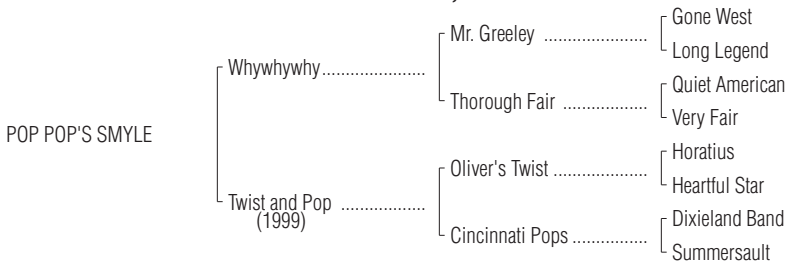 Gone West
Mr. Greeley ......................
Long Legend
Whywhywhy......................
Quiet American
Thorough Fair ..................
Very Fair
POP POP'S SMYLE
Horatius
Oliver's Twist ....................
Heartful Star
Twist and Pop ..................
(1999)
Dixieland Band
Cincinnati Pops ................
Summersault